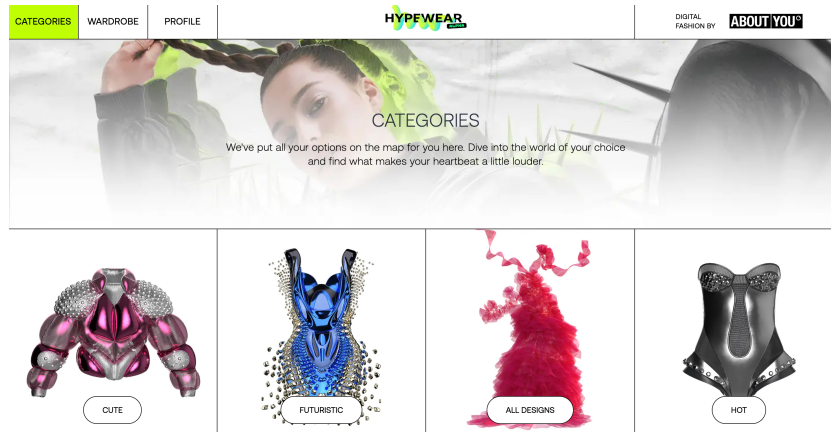 CATEGORIES
WARDROBE
PROFILE
HYPEWEAR
DIGITAL
FASHION BY
ABOUT YOU°
CATEGORIES
We've put all your options on the map for you here. Dive into the world of your choice
and find what makes your heartbeat a little louder.
CUTE
FUTURISTIC
ALL DESIGNS
HOT